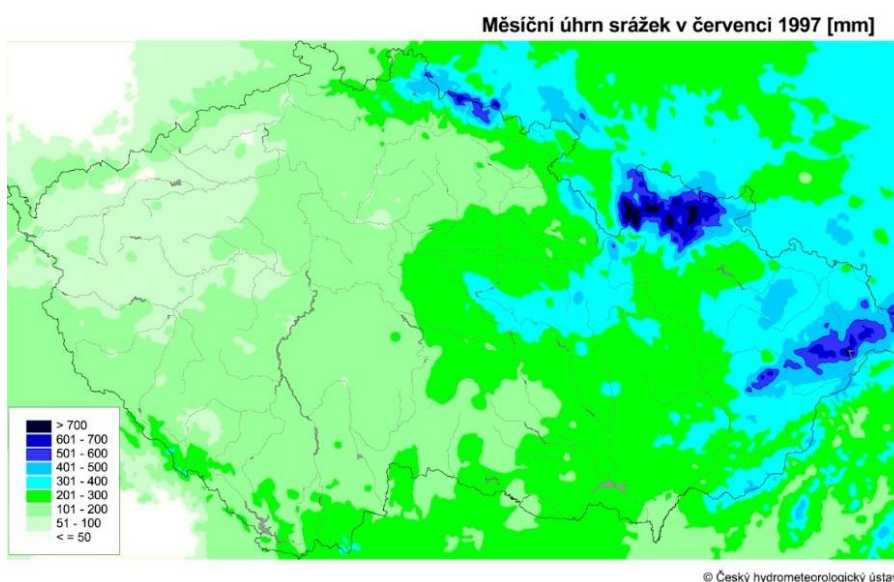 Měsíční úhrn srážek v červenci 1997 [mm]
> 700
601 - 700
501 - 600
401 - 500
301 - 400
201 - 300
101 - 200
51 - 100
< = 50
© Český hydrometeorologický ústav